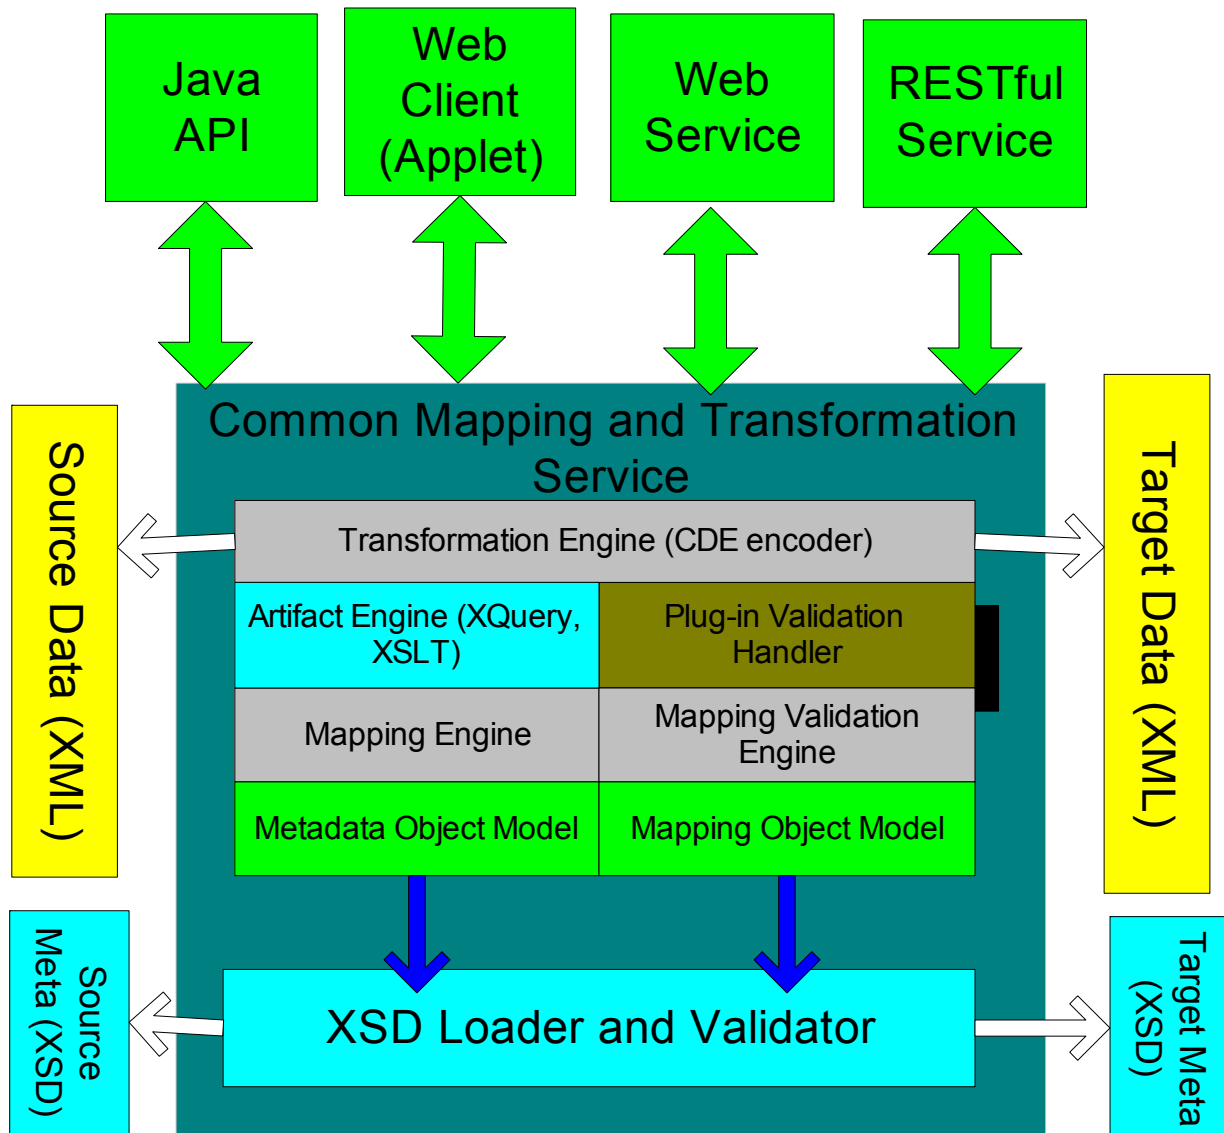 Java
API
Web
Client
(Applet)
Web
Service
RESTful
Service
Common Mapping and Transformation
Service
Source Data (XML)
Transformation Engine (CDE encoder)
Artifact Engine (XQuery,
XSLT)
Plug-in Validation
Handler
Mapping Engine
Mapping Validation
Engine
Metadata Object Model
Mapping Object Model
Target Data (XML)
Source
Meta (XSD)
XSD Loader and Validator
Target Meta
(XSD)